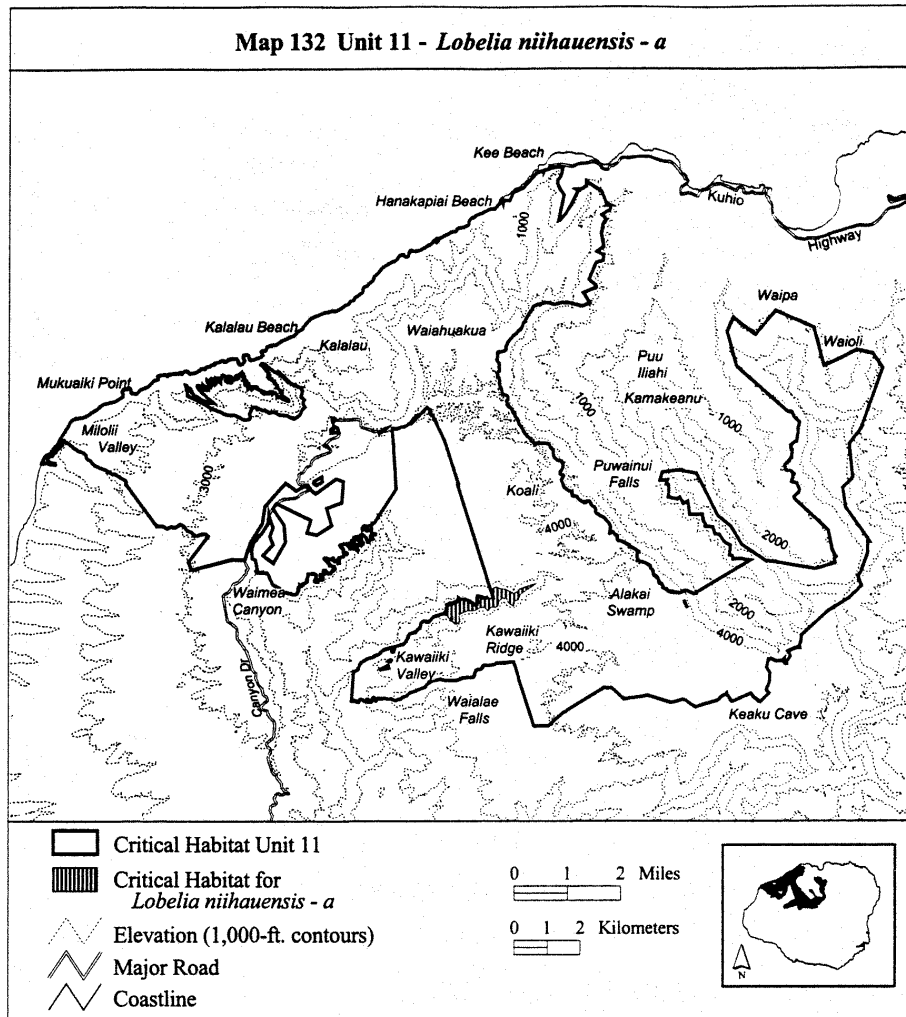 Map 132 Unit 11 - Lobelia niihauensis - a
Kee Beach
Hanakapiai Beach
Kuhio
Highway
1000
Waipa
Kalalau Beach
Waiahuakua
Waioli
Kalalau
Puu
Iliahi
Mukuaiki Point
Kamakeanu
1000
1000
Milolii
Valley
3000
Puwainui
Falls
Koali
4000
2000
Waimea
Canyon
Alakai
Swamp
2000
4000
Kawaiiki
Ridge
4000
Kawaiiki
Valley
Canyon Dr
Waialae
Falls
Keaku Cave
Critical Habitat Unit 11
Critical Habitat for
Lobelia niihauensis - a
Elevation (1,000-ft. contours)
Major Road
Coastline
0 1 2 Miles
0 1 2 Kilometers
N